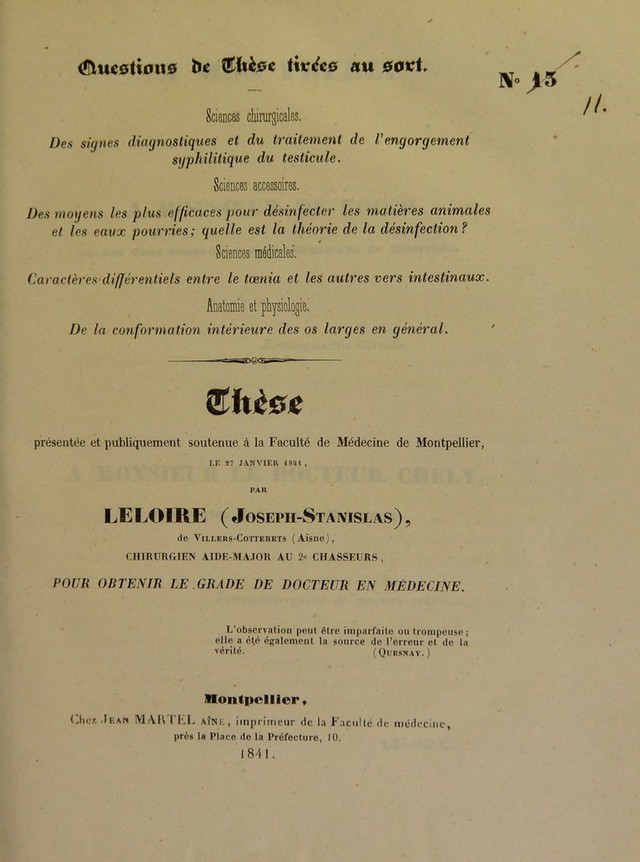 Questions de Thèse tirées au sort.
N° 13
11.
Sciences chirurgicales.
Des signes diagnostiques et du traitement de l'engorgement
syphilitique du testicule.
Sciences accessoires.
Des moyens les plus efficaces pour désinfecter les matières animales
et les eaux pourries; quelle est la théorie de la désinfection?
Sciences médicales.
Caractères différentiels entre le tœnia et les autres vers intestinaux.
Anatomie et physiologie.
De la conformation intérieure des os larges en général.
Thèse
présentée et publiquement soutenue à la Faculté de Médecine de Montpellier,
LE 27 JANVIER 1841,
PAR
LELOIRE (JOSEPH-STANISLAS),
de VILLERS-COTTERETS (Aisne),
CHIRURGIEN AIDE-MAJOR AU 2e CHASSEURS,
POUR OBTENIR LE GRADE DE DOCTEUR EN MÉDECINE.
L'observation peut être imparfaite ou trompeuse;
elle a été également la source de l'erreur et de la
vérité. (QUESNAY.)
Montpellier,
Chez JEAN MARTEL AÎNÉ, imprimeur de la Faculté de médecine,
près la Place de la Préfecture, 10.
1841.